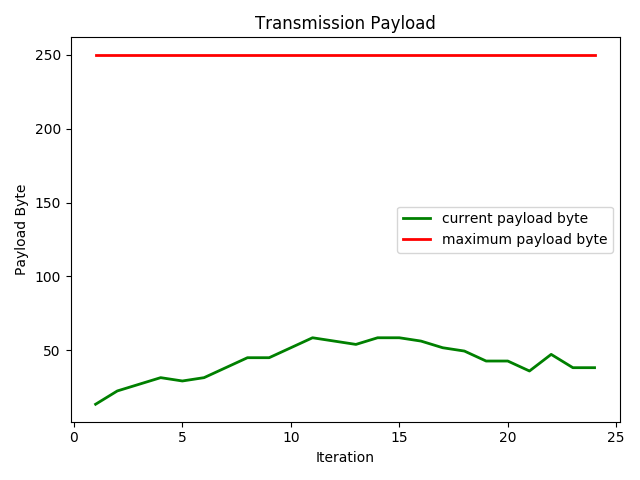 Transmission Payload
Payload Byte
250
200
150
100
50
current payload byte
maximum payload byte
0
5
10
15
20
25
Iteration